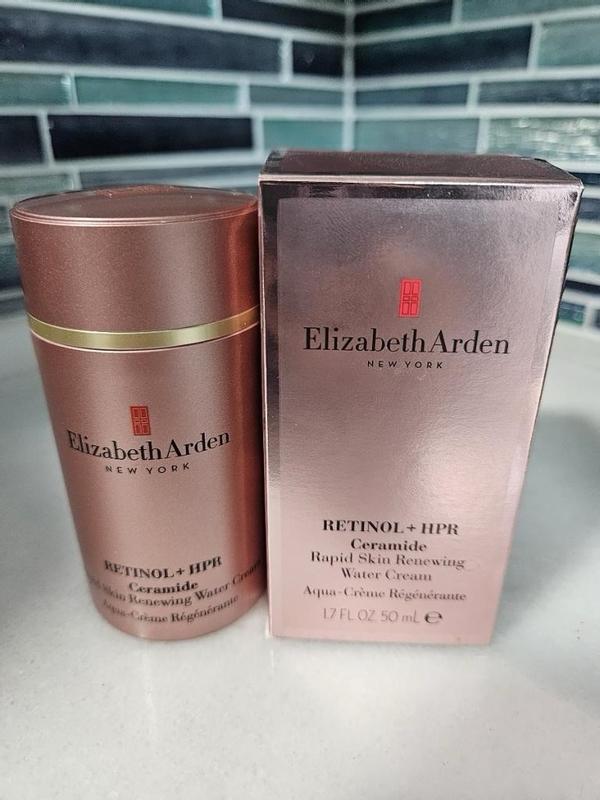 Elizabeth Arden
NEW YORK
RETINOL + HPR
Ceramide
Skin Renewing Water Cream
Aqua-Crème Régénérante
Elizabeth Arden
NEW YORK
RETINOL + HPR
Ceramide
Rapid Skin Renewing
Water Cream
Aqua-Crème Régénérante
1.7 FL OZ 50 mL ℮